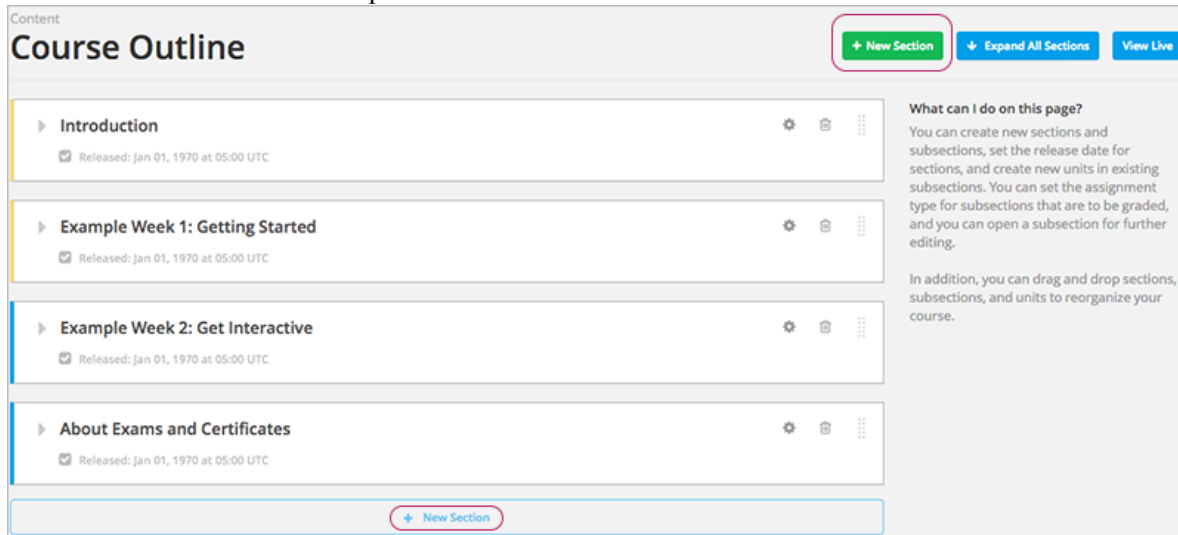 Content
Course Outline
+ New Section
Expand All Sections
View Live
Introduction
Released: Jan 01, 1970 at 05:00 UTC
Example Week 1: Getting Started
Released: Jan 01, 1970 at 05:00 UTC
Example Week 2: Get Interactive
Released: Jan 01, 1970 at 05:00 UTC
About Exams and Certificates
Released: Jan 01, 1970 at 05:00 UTC
+ New Section
What can I do on this page?
You can create new sections and
subsections, set the release date for
sections, and create new units in existing
subsections. You can set the assignment
type for subsections that are to be graded,
and you can open a subsection for further
editing.
In addition, you can drag and drop sections,
subsections, and units to reorganize your
course.